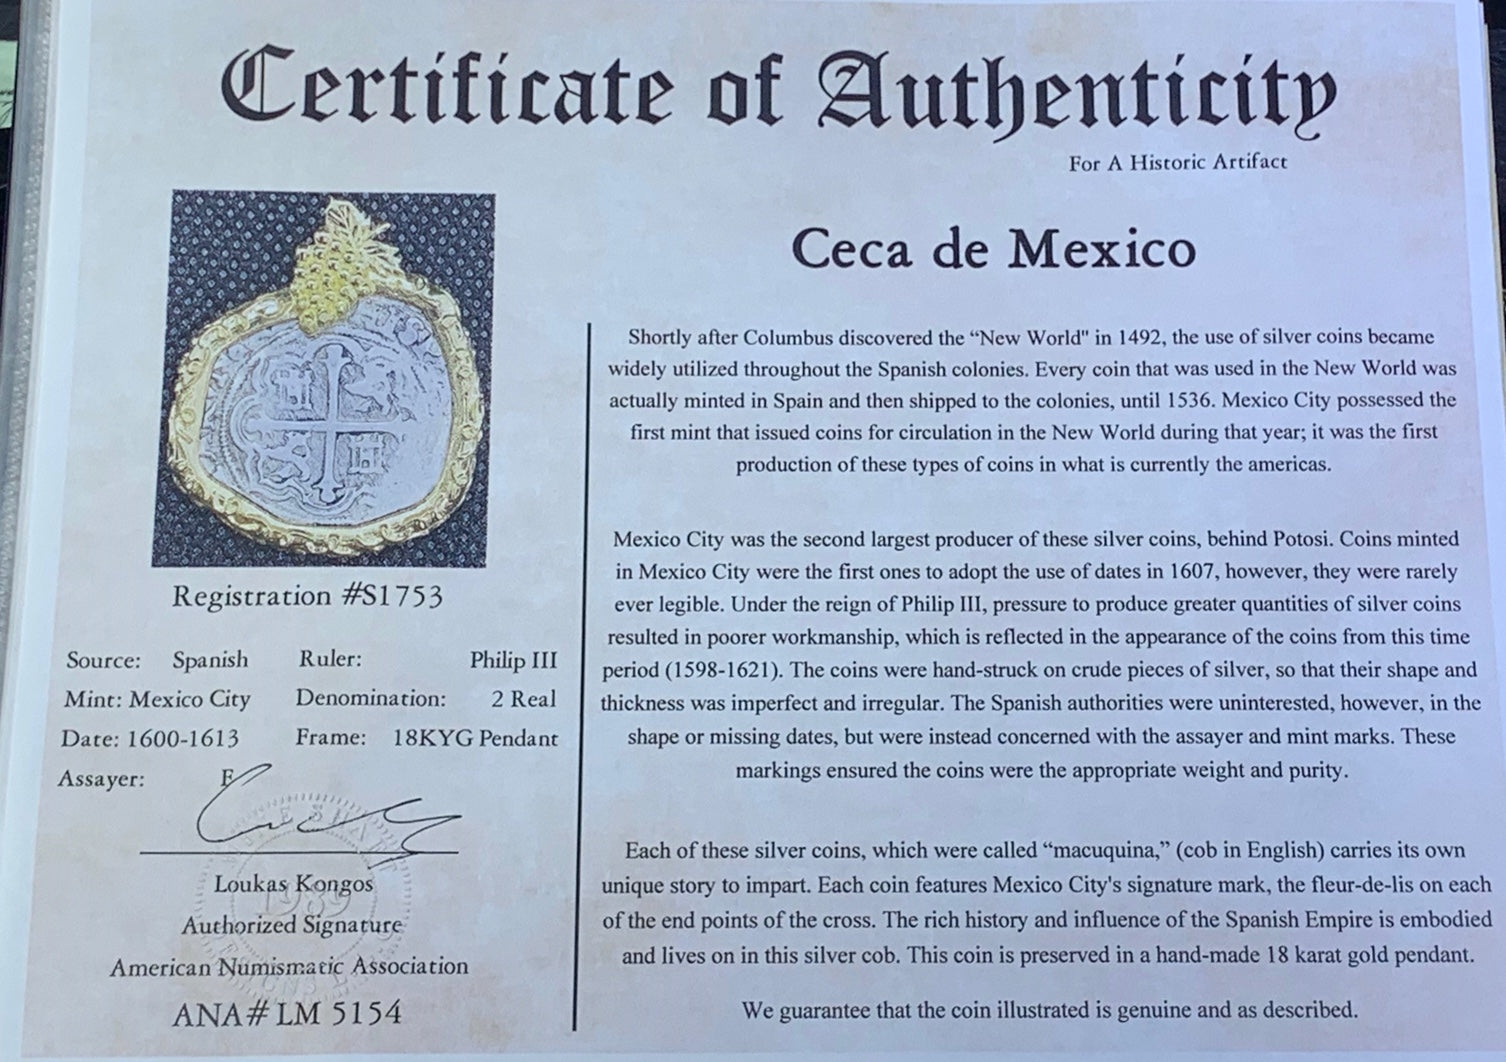 Certificate of Authenticity
For A Historic Artifact
Ceca de Mexico
Registration #S1753
Source: Spanish Ruler: Philip III
Mint: Mexico City Denomination: 2 Real
Date: 1600-1613 Frame: 18KYG Pendant
Assayer: F
Loukas Kongos
Authorized Signature
American Numismatic Association
ANA# LM 5154
Shortly after Columbus discovered the “New World" in 1492, the use of silver coins became
widely utilized throughout the Spanish colonies. Every coin that was used in the New World was
actually minted in Spain and then shipped to the colonies, until 1536. Mexico City possessed the
first mint that issued coins for circulation in the New World during that year; it was the first
production of these types of coins in what is currently the americas.
Mexico City was the second largest producer of these silver coins, behind Potosi. Coins minted
in Mexico City were the first ones to adopt the use of dates in 1607, however, they were rarely
ever legible. Under the reign of Philip III, pressure to produce greater quantities of silver coins
resulted in poorer workmanship, which is reflected in the appearance of the coins from this time
period (1598-1621). The coins were hand-struck on crude pieces of silver, so that their shape and
thickness was imperfect and irregular. The Spanish authorities were uninterested, however, in the
shape or missing dates, but were instead concerned with the assayer and mint marks. These
markings ensured the coins were the appropriate weight and purity.
Each of these silver coins, which were called “macuquina,” (cob in English) carries its own
unique story to impart. Each coin features Mexico City's signature mark, the fleur-de-lis on each
of the end points of the cross. The rich history and influence of the Spanish Empire is embodied
and lives on in this silver cob. This coin is preserved in a hand-made 18 karat gold pendant.
We guarantee that the coin illustrated is genuine and as described.